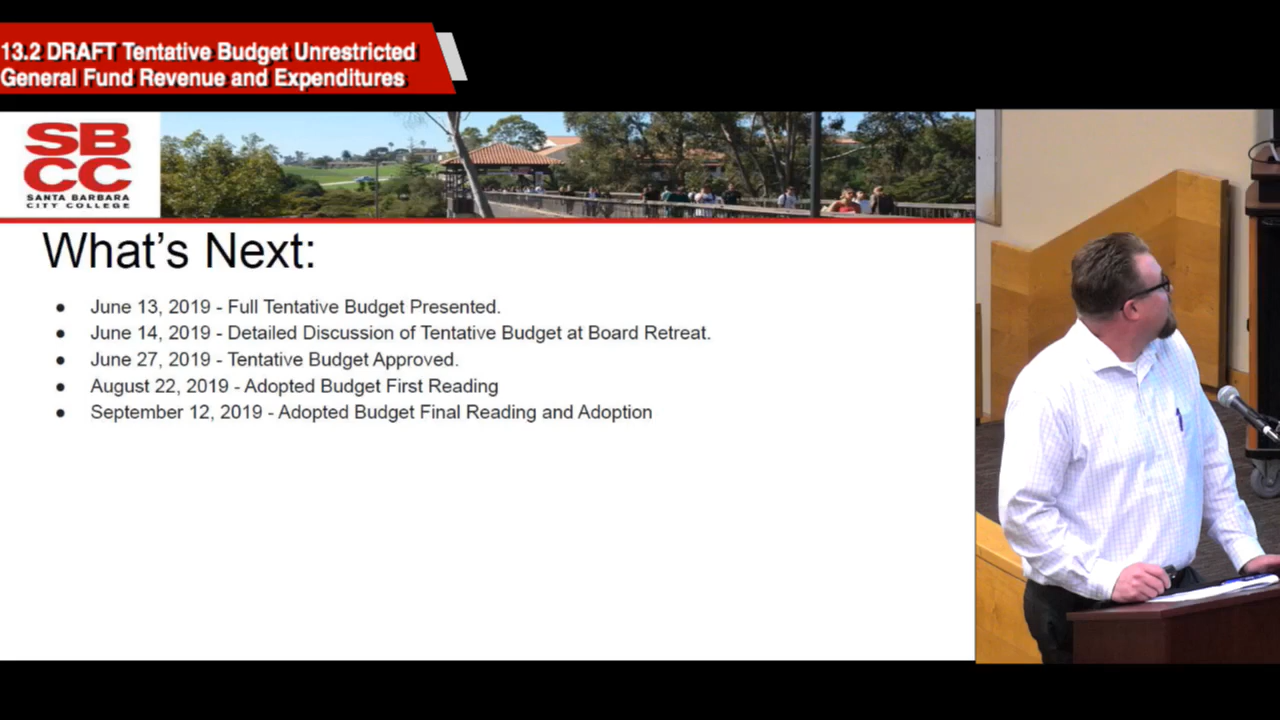 13.2 DRAFT Tentative Budget Unrestricted
General Fund Revenue and Expenditures
SB
CC
SANTA BARBARA
CITY COLLEGE
What’s Next:
● June 13, 2019 - Full Tentative Budget Presented.
● June 14, 2019 - Detailed Discussion of Tentative Budget at Board Retreat.
● June 27, 2019 - Tentative Budget Approved.
● August 22, 2019 - Adopted Budget First Reading
● September 12, 2019 - Adopted Budget Final Reading and Adoption